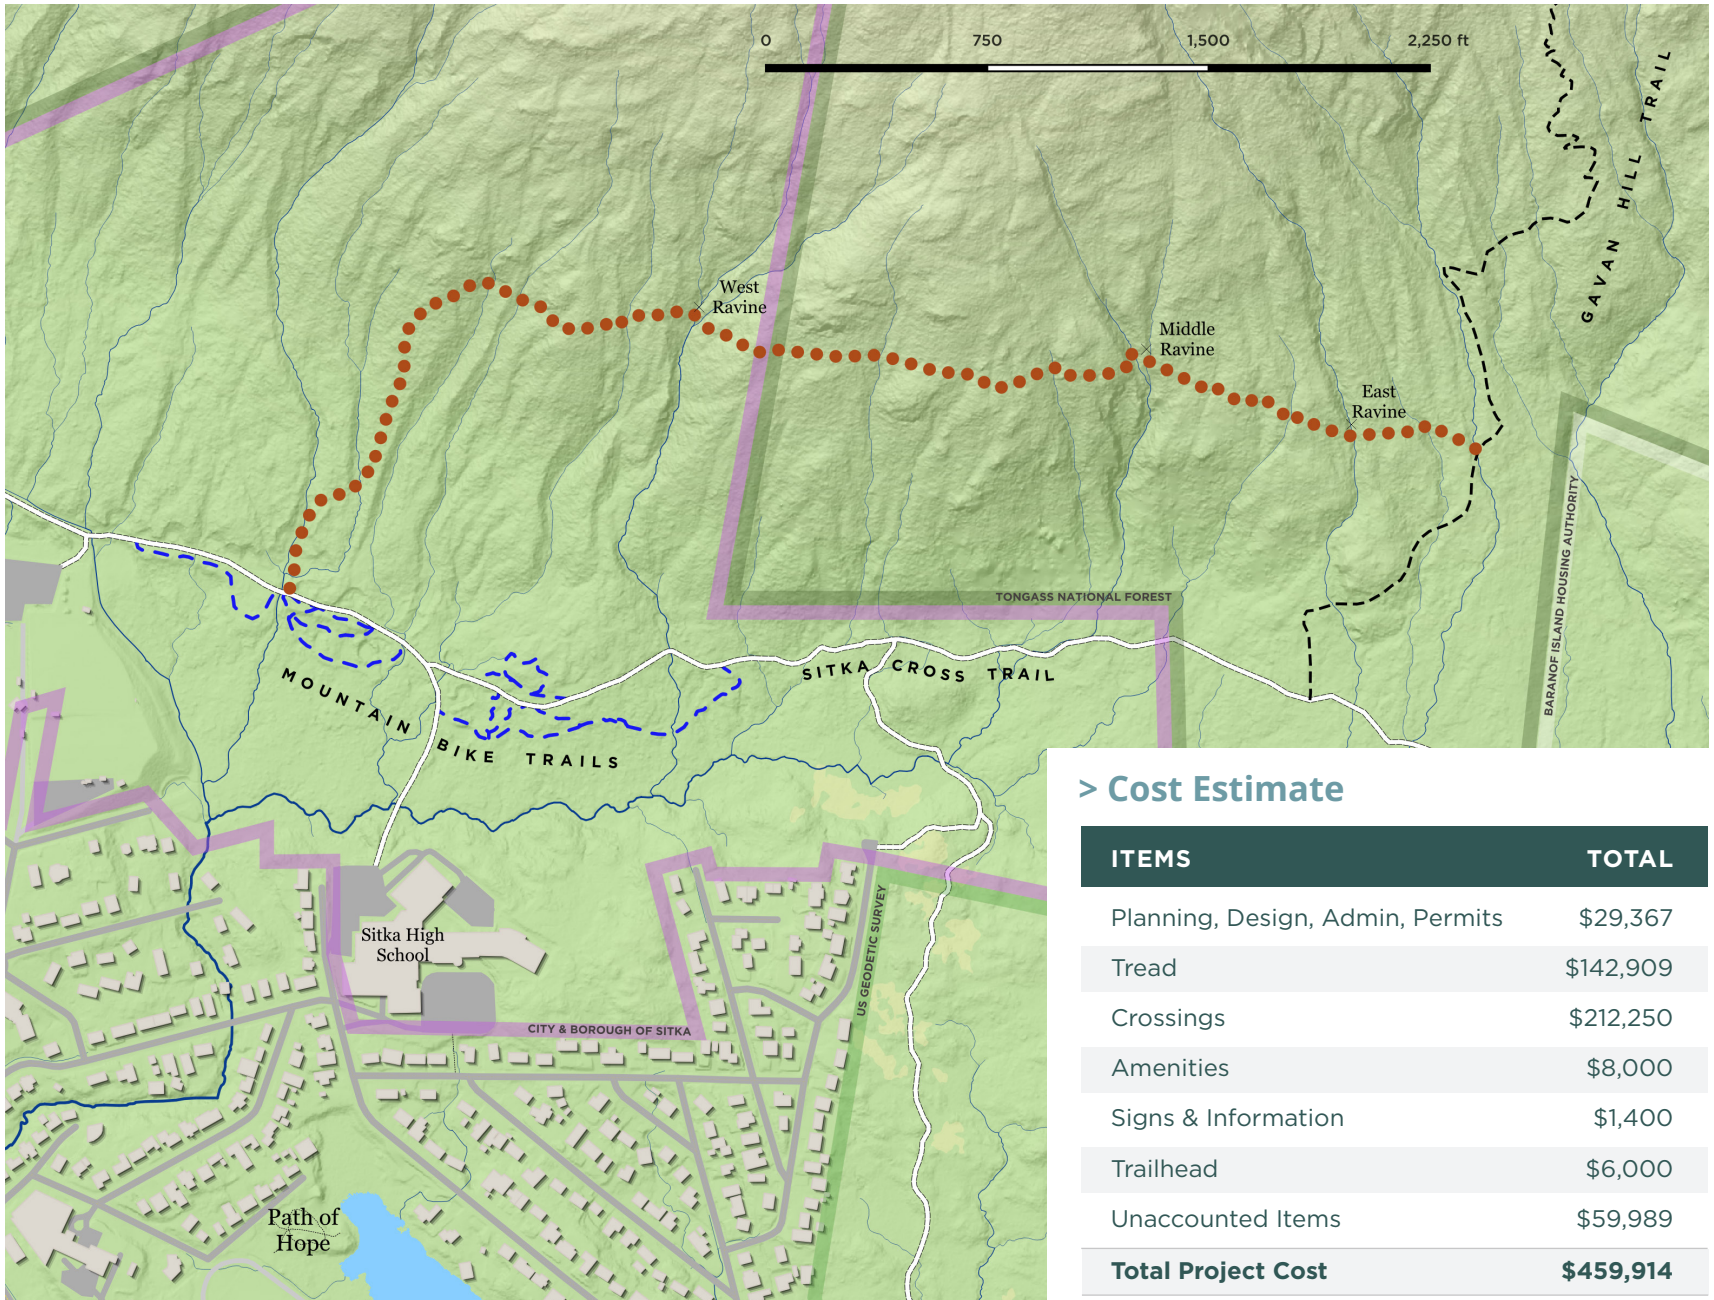 0 750 1,500 2,250 ft
GAVAN HILL TRAIL
West
Ravine
Middle
Ravine
East
Ravine
TONGASS NATIONAL FOREST
BARANOF ISLAND HOUSING AUTHORITY
SITKA CROSS TRAIL
MOUNTAIN BIKE TRAILS
> Cost Estimate
ITEMS TOTAL
Planning, Design, Admin, Permits $29,367
Tread $142,909
Crossings $212,250
Amenities $8,000
Signs & Information $1,400
Trailhead $6,000
Unaccounted Items $59,989
Total Project Cost $459,914
US GEODETIC SURVEY
Sitka High
School
CITY & BOROUGH OF SITKA
Path of
Hope